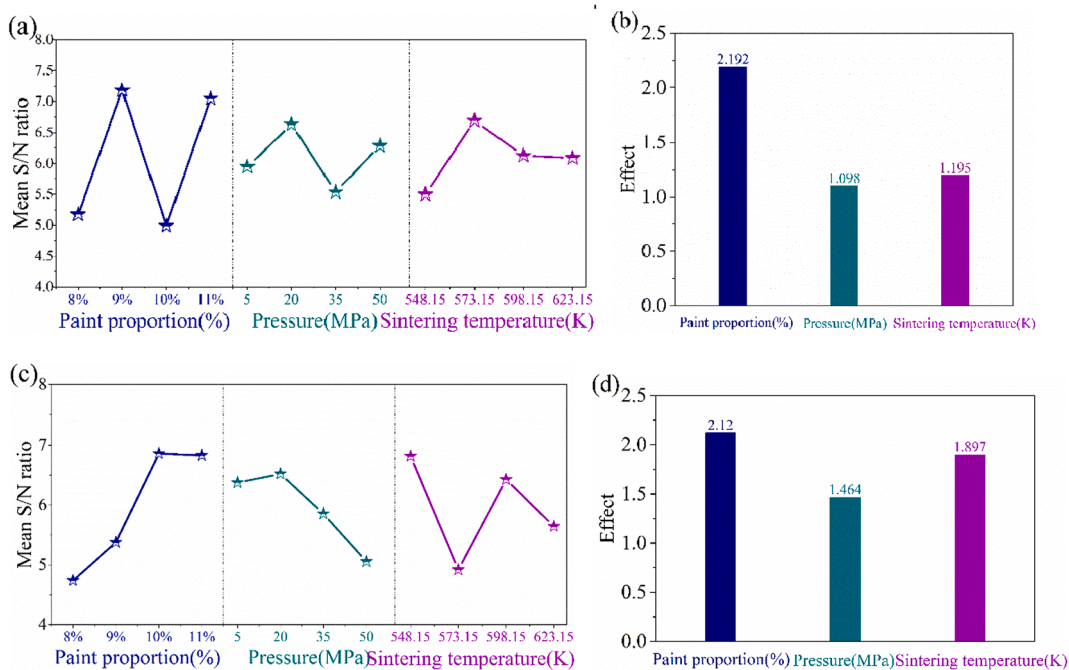 (a)
8.0
7.5
7.0
6.5
6.0
5.5
5.0
4.5
4.0
Mean S/N ratio
8% 9% 10% 11% 5 20 35 50 548.15 573.15 598.15 623.15
Paint proportion(%) Pressure(MPa) Sintering temperature(K)
(b)
2.5
2.0
1.5
1.0
0.5
0.0
Effect
2.192
1.098
1.195
Paint proportion(%) Pressure(MPa) Sintering temperature(K)
(c)
8
7
6
5
4
Mean S/N ratio
8% 9% 10% 11% 5 20 35 50 548.15 573.15 598.15 623.15
Paint proportion(%) Pressure(MPa) Sintering temperature(K)
(d)
2.5
2.0
1.5
1.0
0.5
0.0
Effect
2.12
1.464
1.897
Paint proportion(%) Pressure(MPa) Sintering temperature(K)